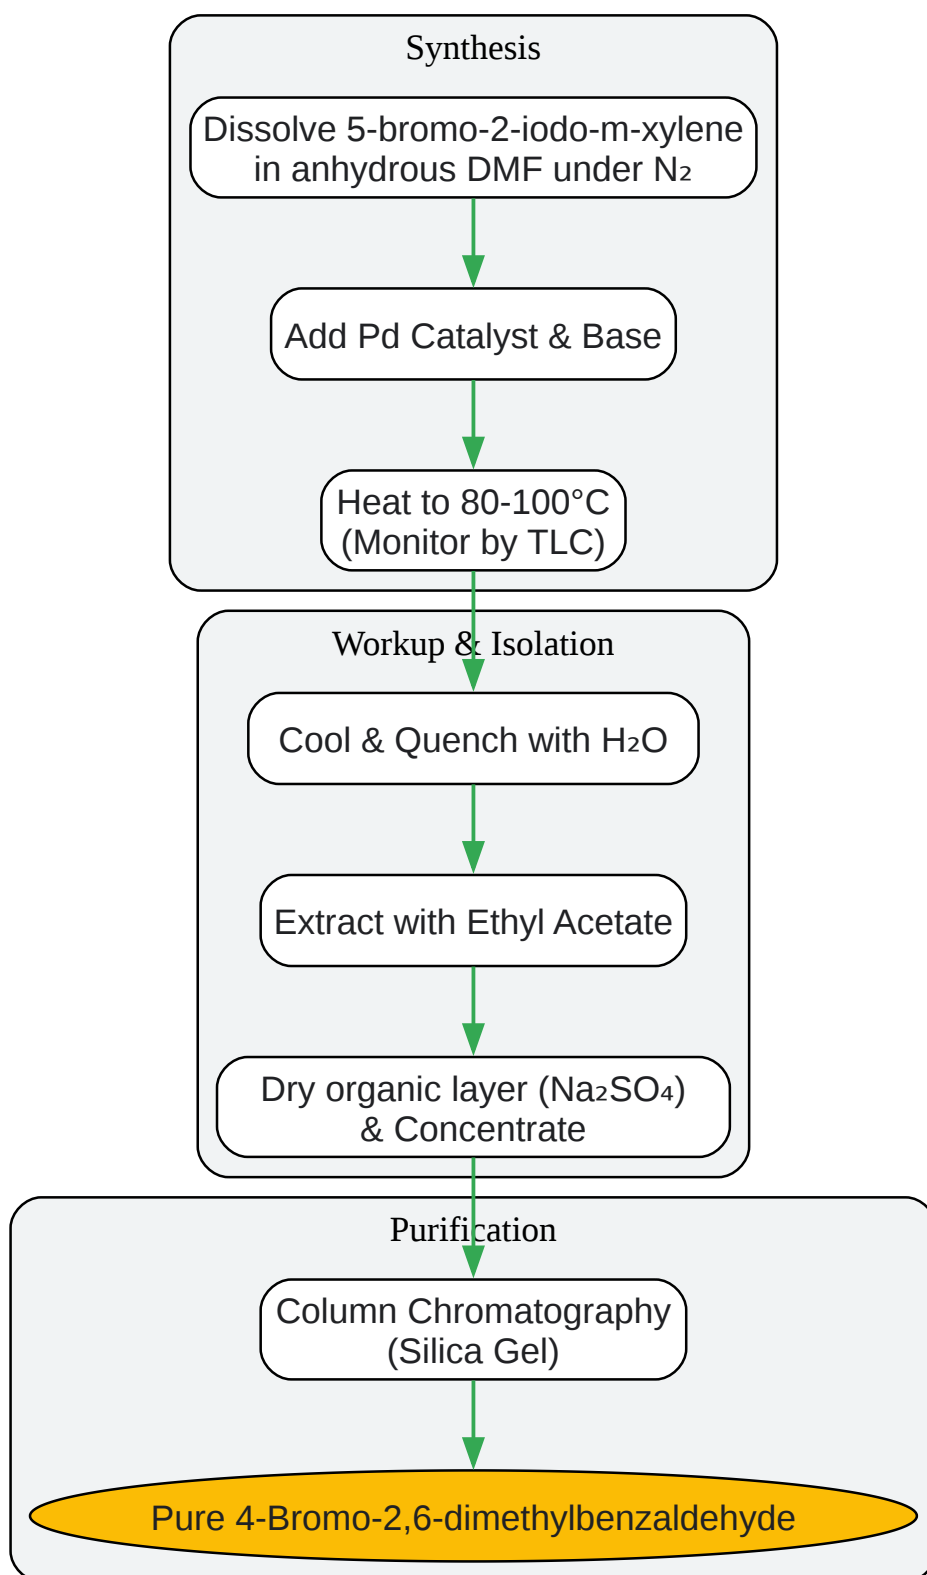 Synthesis
Dissolve 5-bromo-2-iodo-m-xylene
in anhydrous DMF under N₂
Add Pd Catalyst & Base
Heat to 80-100°C
(Monitor by TLC)
Workup & Isolation
Cool & Quench with H₂O
Extract with Ethyl Acetate
Dry organic layer (Na₂SO₄)
& Concentrate
Purification
Column Chromatography
(Silica Gel)
Pure 4-Bromo-2,6-dimethylbenzaldehyde